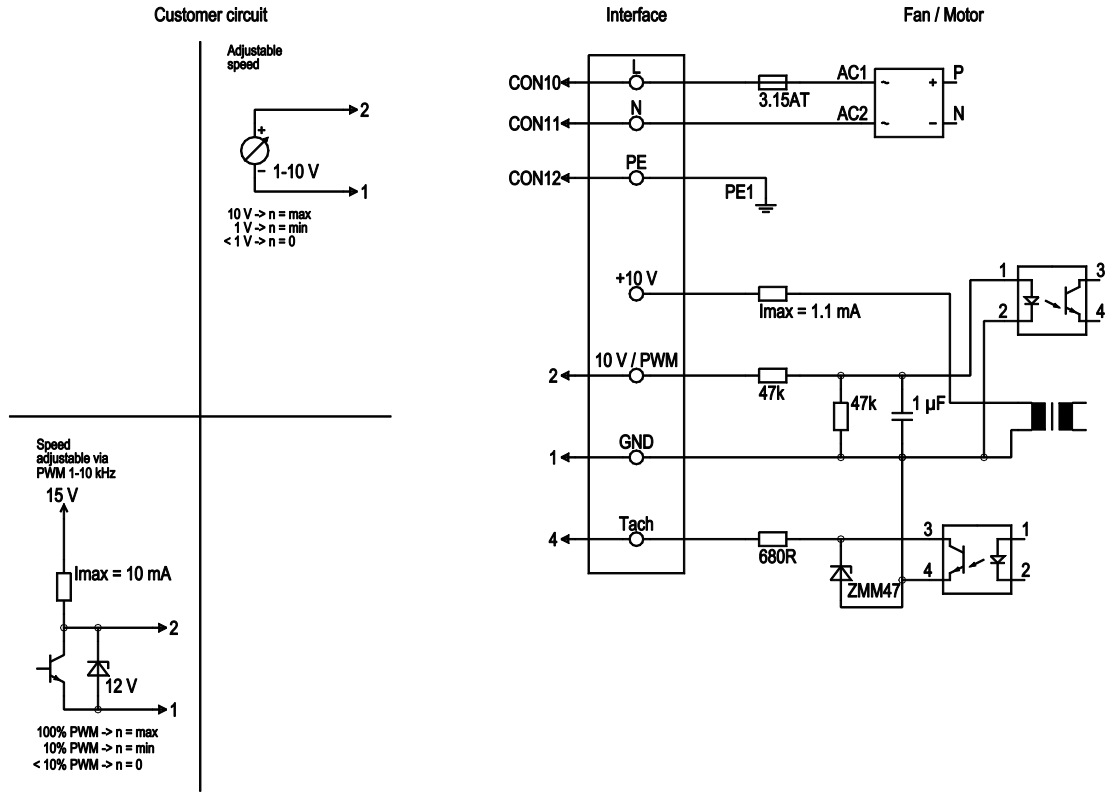 Customer circuit
Interface
Fan / Motor
Adjustable
speed
2
+
−
1-10 V
1
10 V -> n = max
1 V -> n = min
< 1 V -> n = 0
Speed
adjustable via
PWM 1-10 kHz
15 V
Imax = 10 mA
2
12 V
1
100% PWM -> n = max
10% PWM -> n = min
< 10% PWM -> n = 0
CON10
L
3.15AT
AC1
~
+
P
CON11
N
AC2
~
−
N
CON12
PE
PE1
+10 V
Imax = 1.1 mA
1
3
2
4
2
10 V / PWM
47k
47k
1 µF
1
GND
4
Tach
680R
3
1
4
2
ZMM47